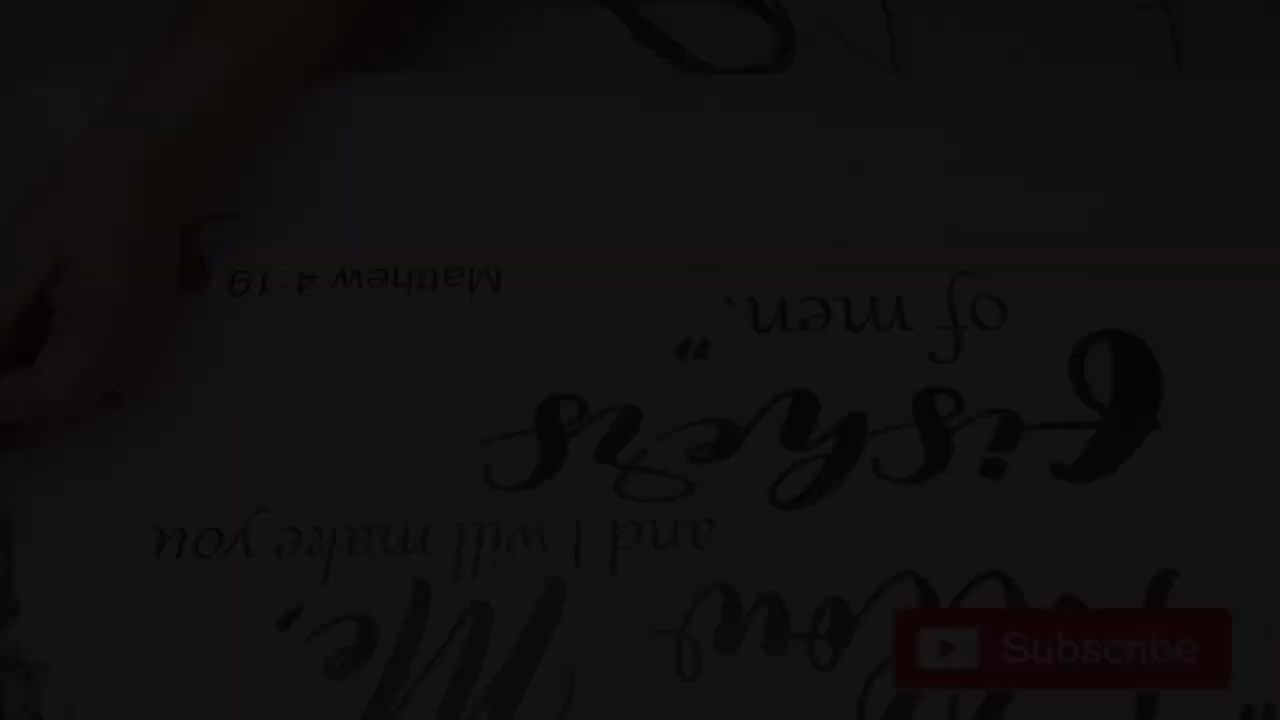 "Follow Me,
and I will make you
fishers
of men."
Matthew 4:19
Subscribe